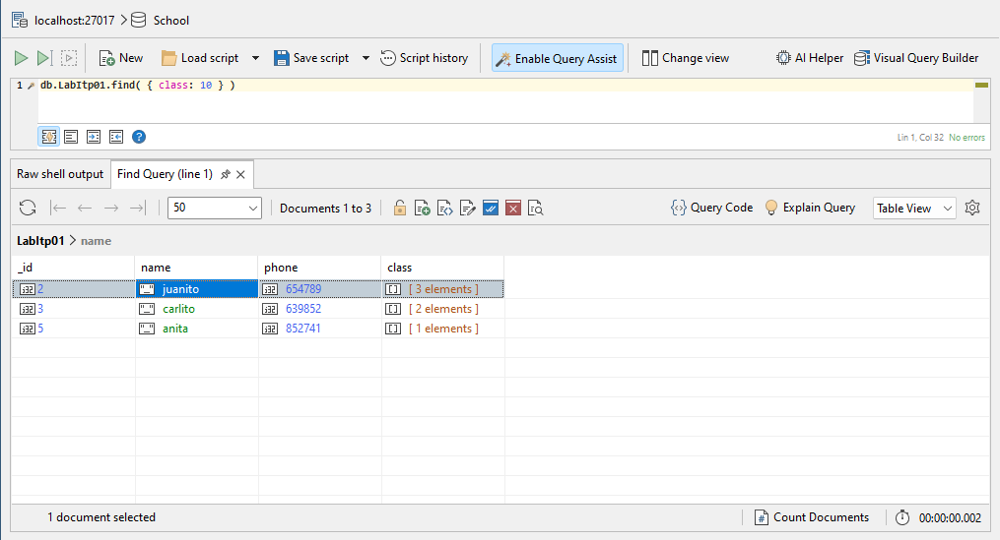 localhost:27017 School
New Load script Save script Script history Enable Query Assist Change view AI Helper Visual Query Builder
1 db.LabItp01.find( { class: 10 } )
Lin 1, Col 32 No errors
Raw shell output Find Query (line 1)
50 Documents 1 to 3 Query Code Explain Query Table View
LabItp01 > name
_id name phone class
2 juanito 654789 [ 3 elements ]
3 carlito 639852 [ 2 elements ]
5 anita 852741 [ 1 elements ]
1 document selected Count Documents 00:00:00.002